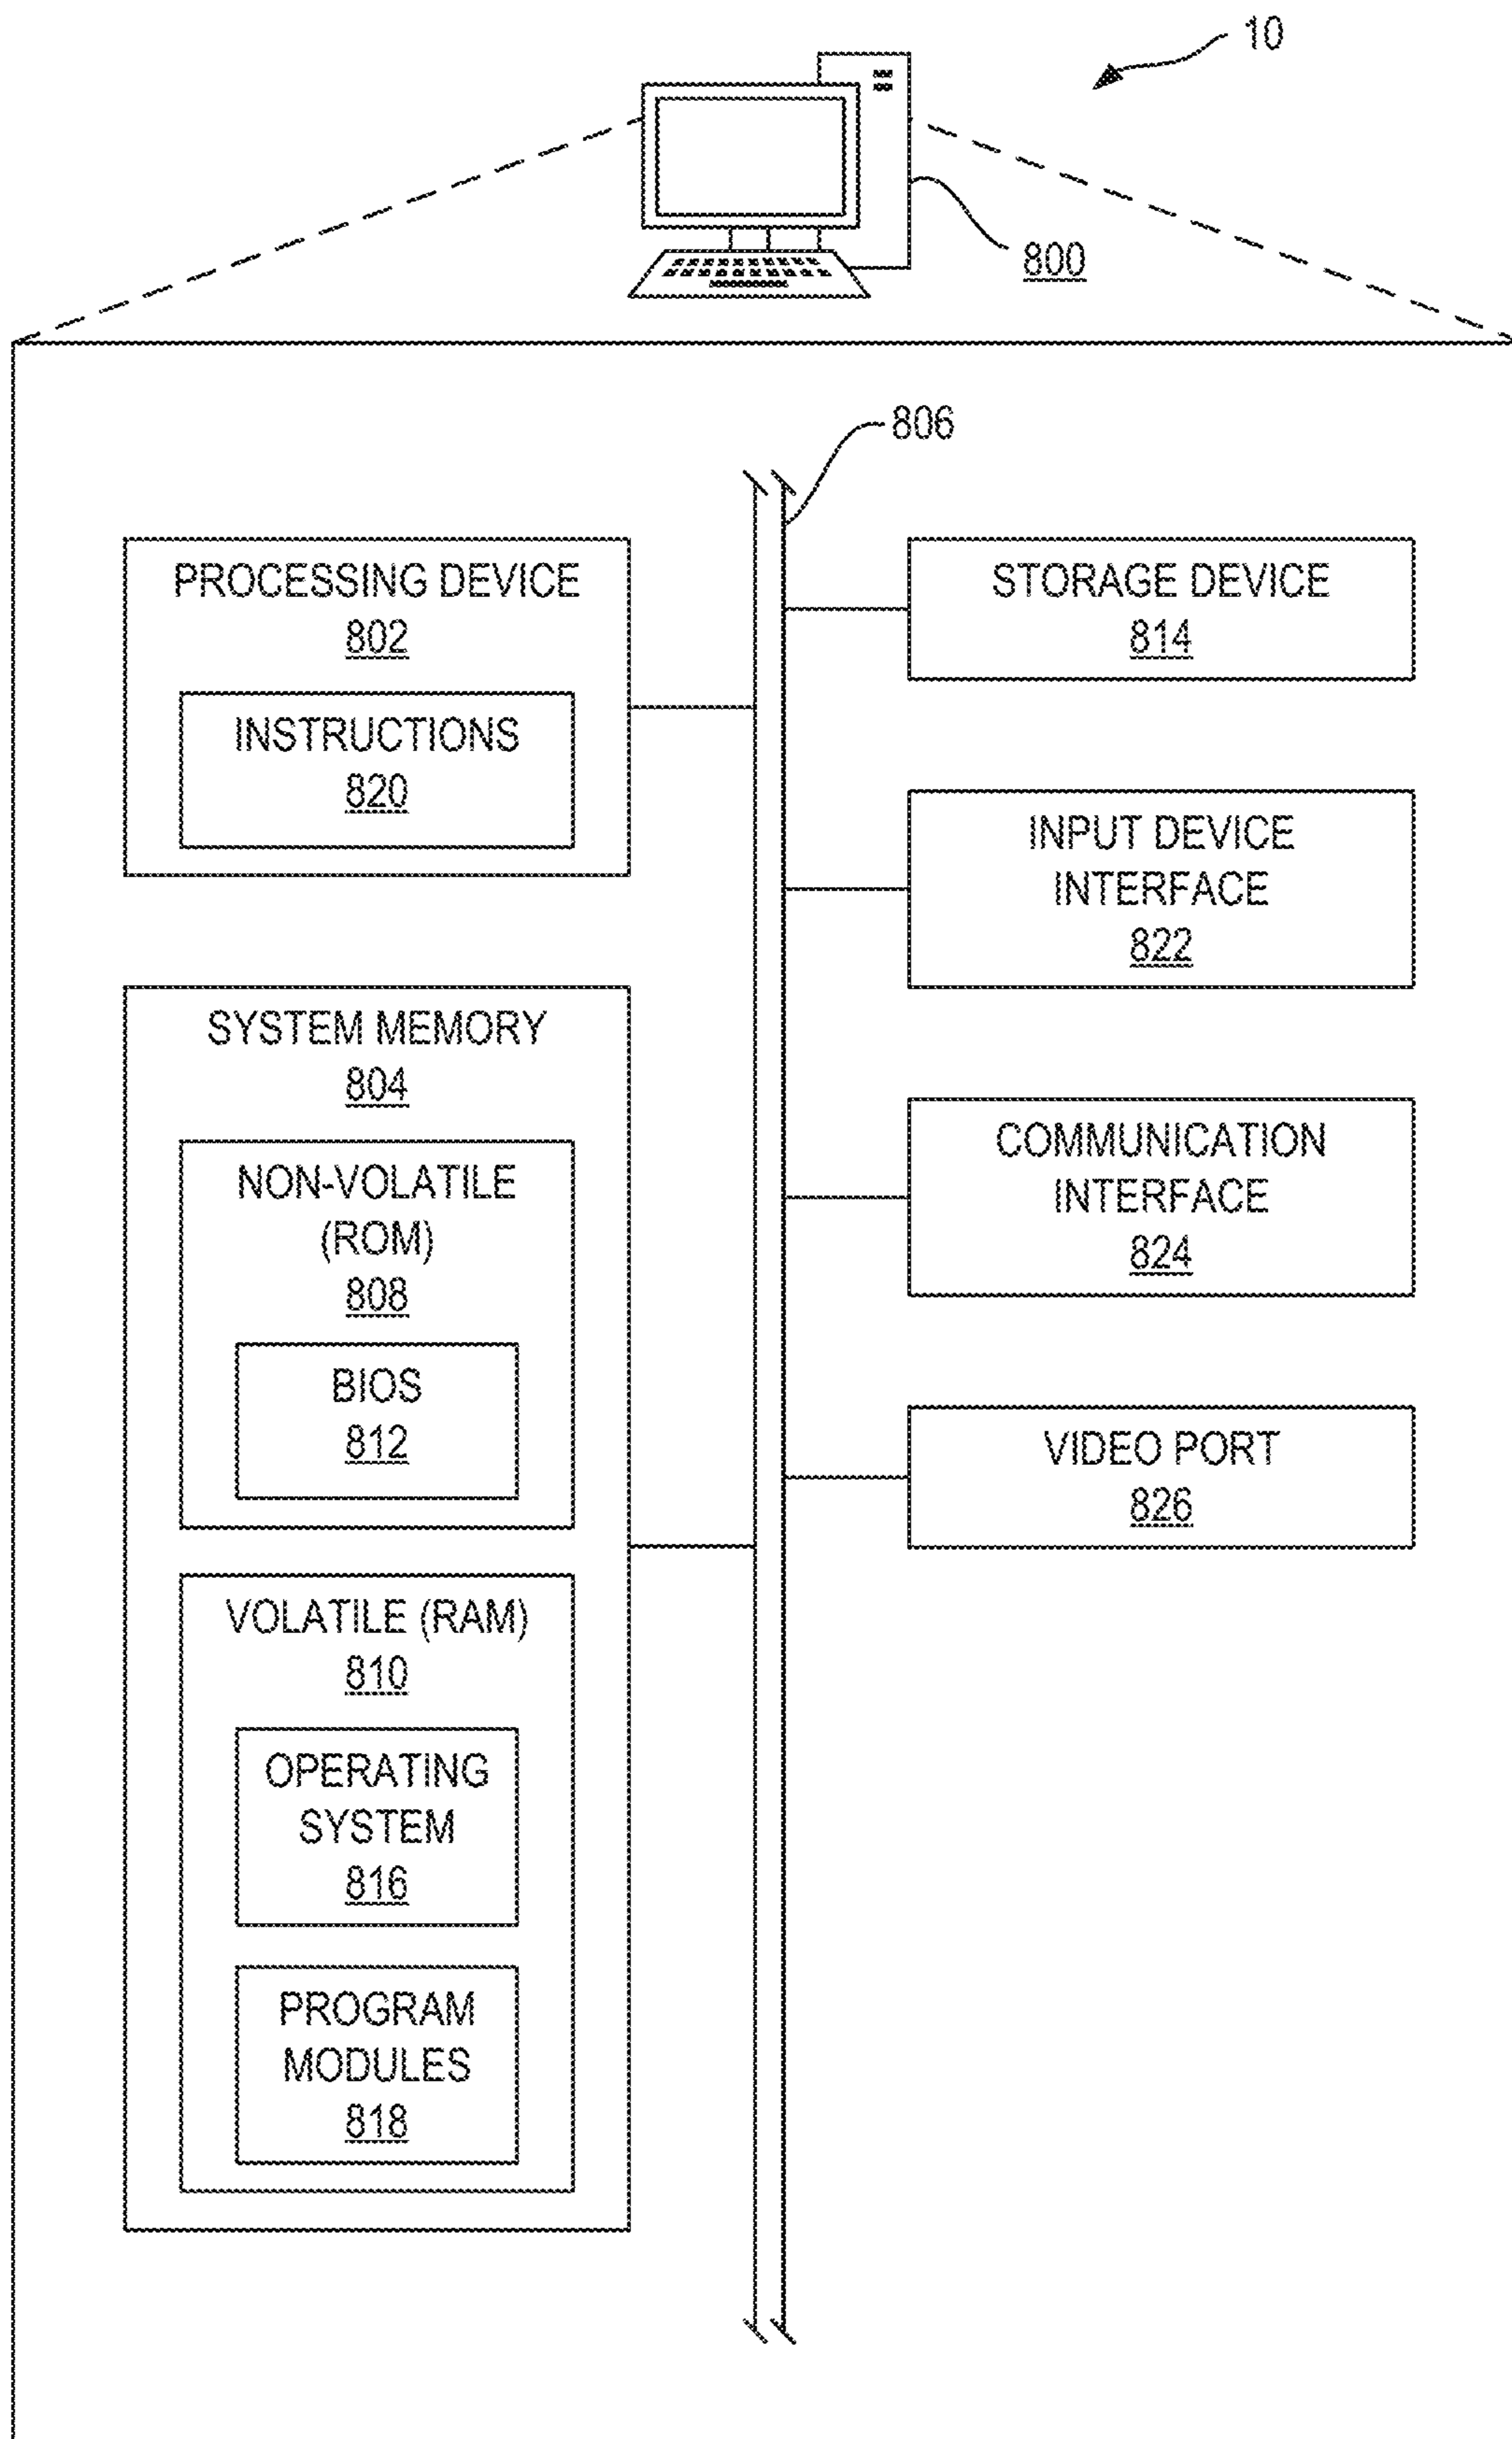 10
800
806
PROCESSING DEVICE
802
INSTRUCTIONS
820
SYSTEM MEMORY
804
NON-VOLATILE
(ROM)
808
BIOS
812
VOLATILE (RAM)
810
OPERATING
SYSTEM
816
PROGRAM
MODULES
818
STORAGE DEVICE
814
INPUT DEVICE
INTERFACE
822
COMMUNICATION
INTERFACE
824
VIDEO PORT
826